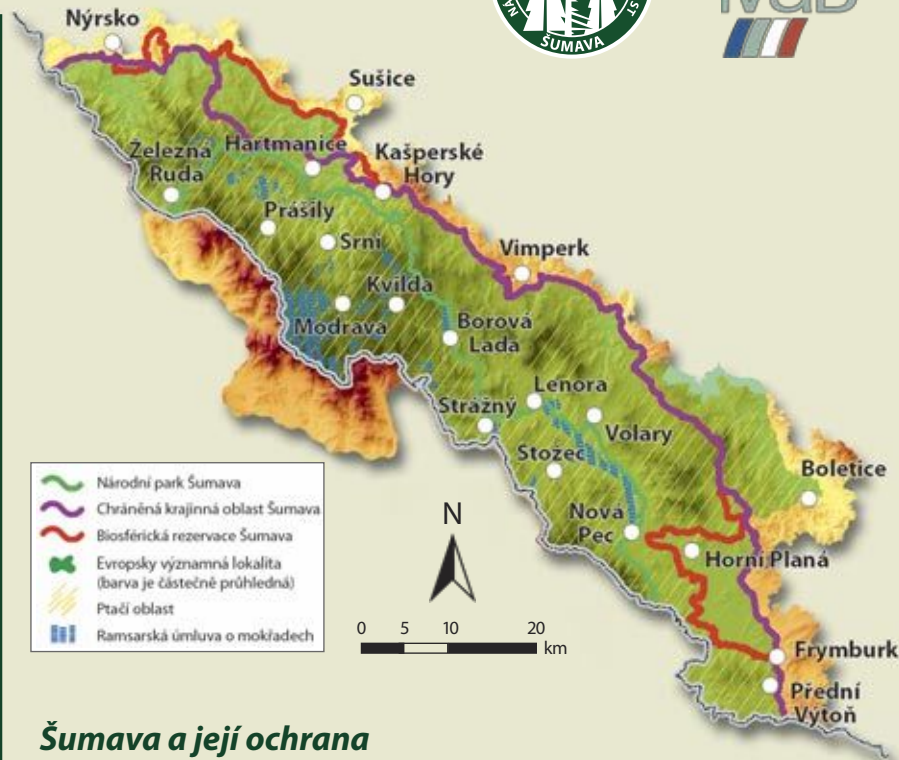 ŠUMAVA
Nýrsko
Sušice
Hartmanice
Kašperské
Hory
Železná
Ruda
Prášily
Srní
Vimperk
Kvilda
Modrava
Borová
Lada
Lenora
Strážný
Volary
Stožec
Boletice
Nová
Pec
Horní Planá
Frymburk
Přední
Výtoň
Národní park Šumava
Chráněná krajinná oblast Šumava
Biosférická rezervace Šumava
Evropsky významná lokalita
(barva je částečně průhledná)
Ptačí oblast
Ramsarská úmluva o mokřadech
N
0 5 10 20
km
Šumava a její ochrana